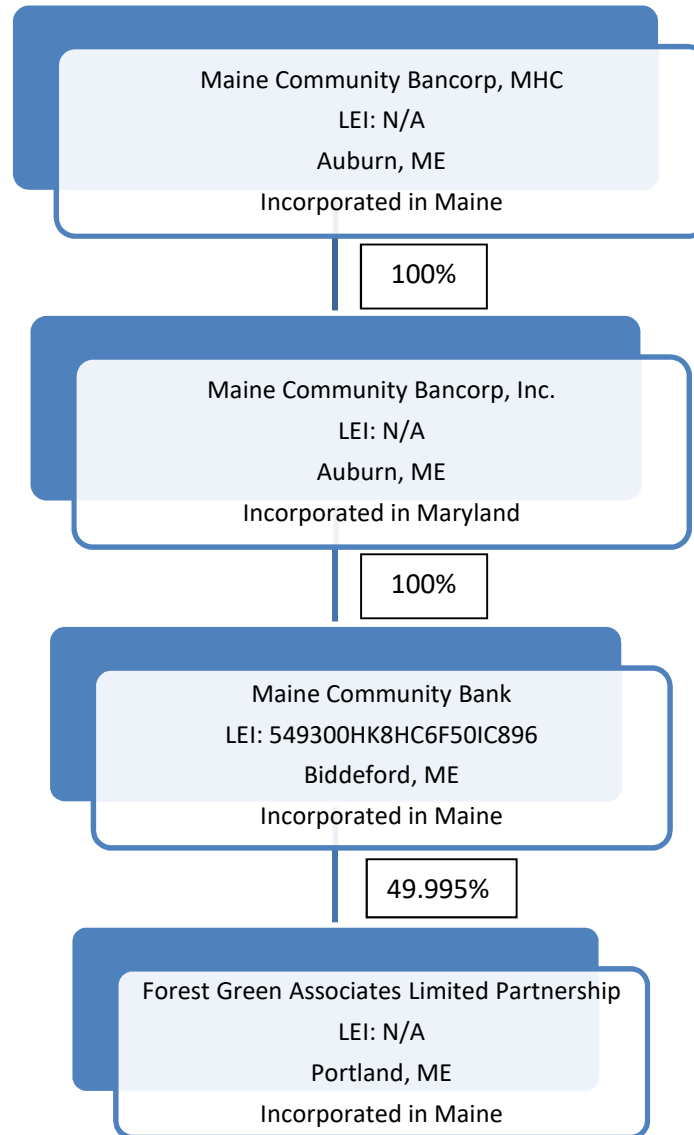 Maine Community Bancorp, MHC
LEI: N/A
Auburn, ME
Incorporated in Maine
100%
Maine Community Bancorp, Inc.
LEI: N/A
Auburn, ME
Incorporated in Maryland
100%
Maine Community Bank
LEI: 549300HK8HC6F50IC896
Biddeford, ME
Incorporated in Maine
49.995%
Forest Green Associates Limited Partnership
LEI: N/A
Portland, ME
Incorporated in Maine